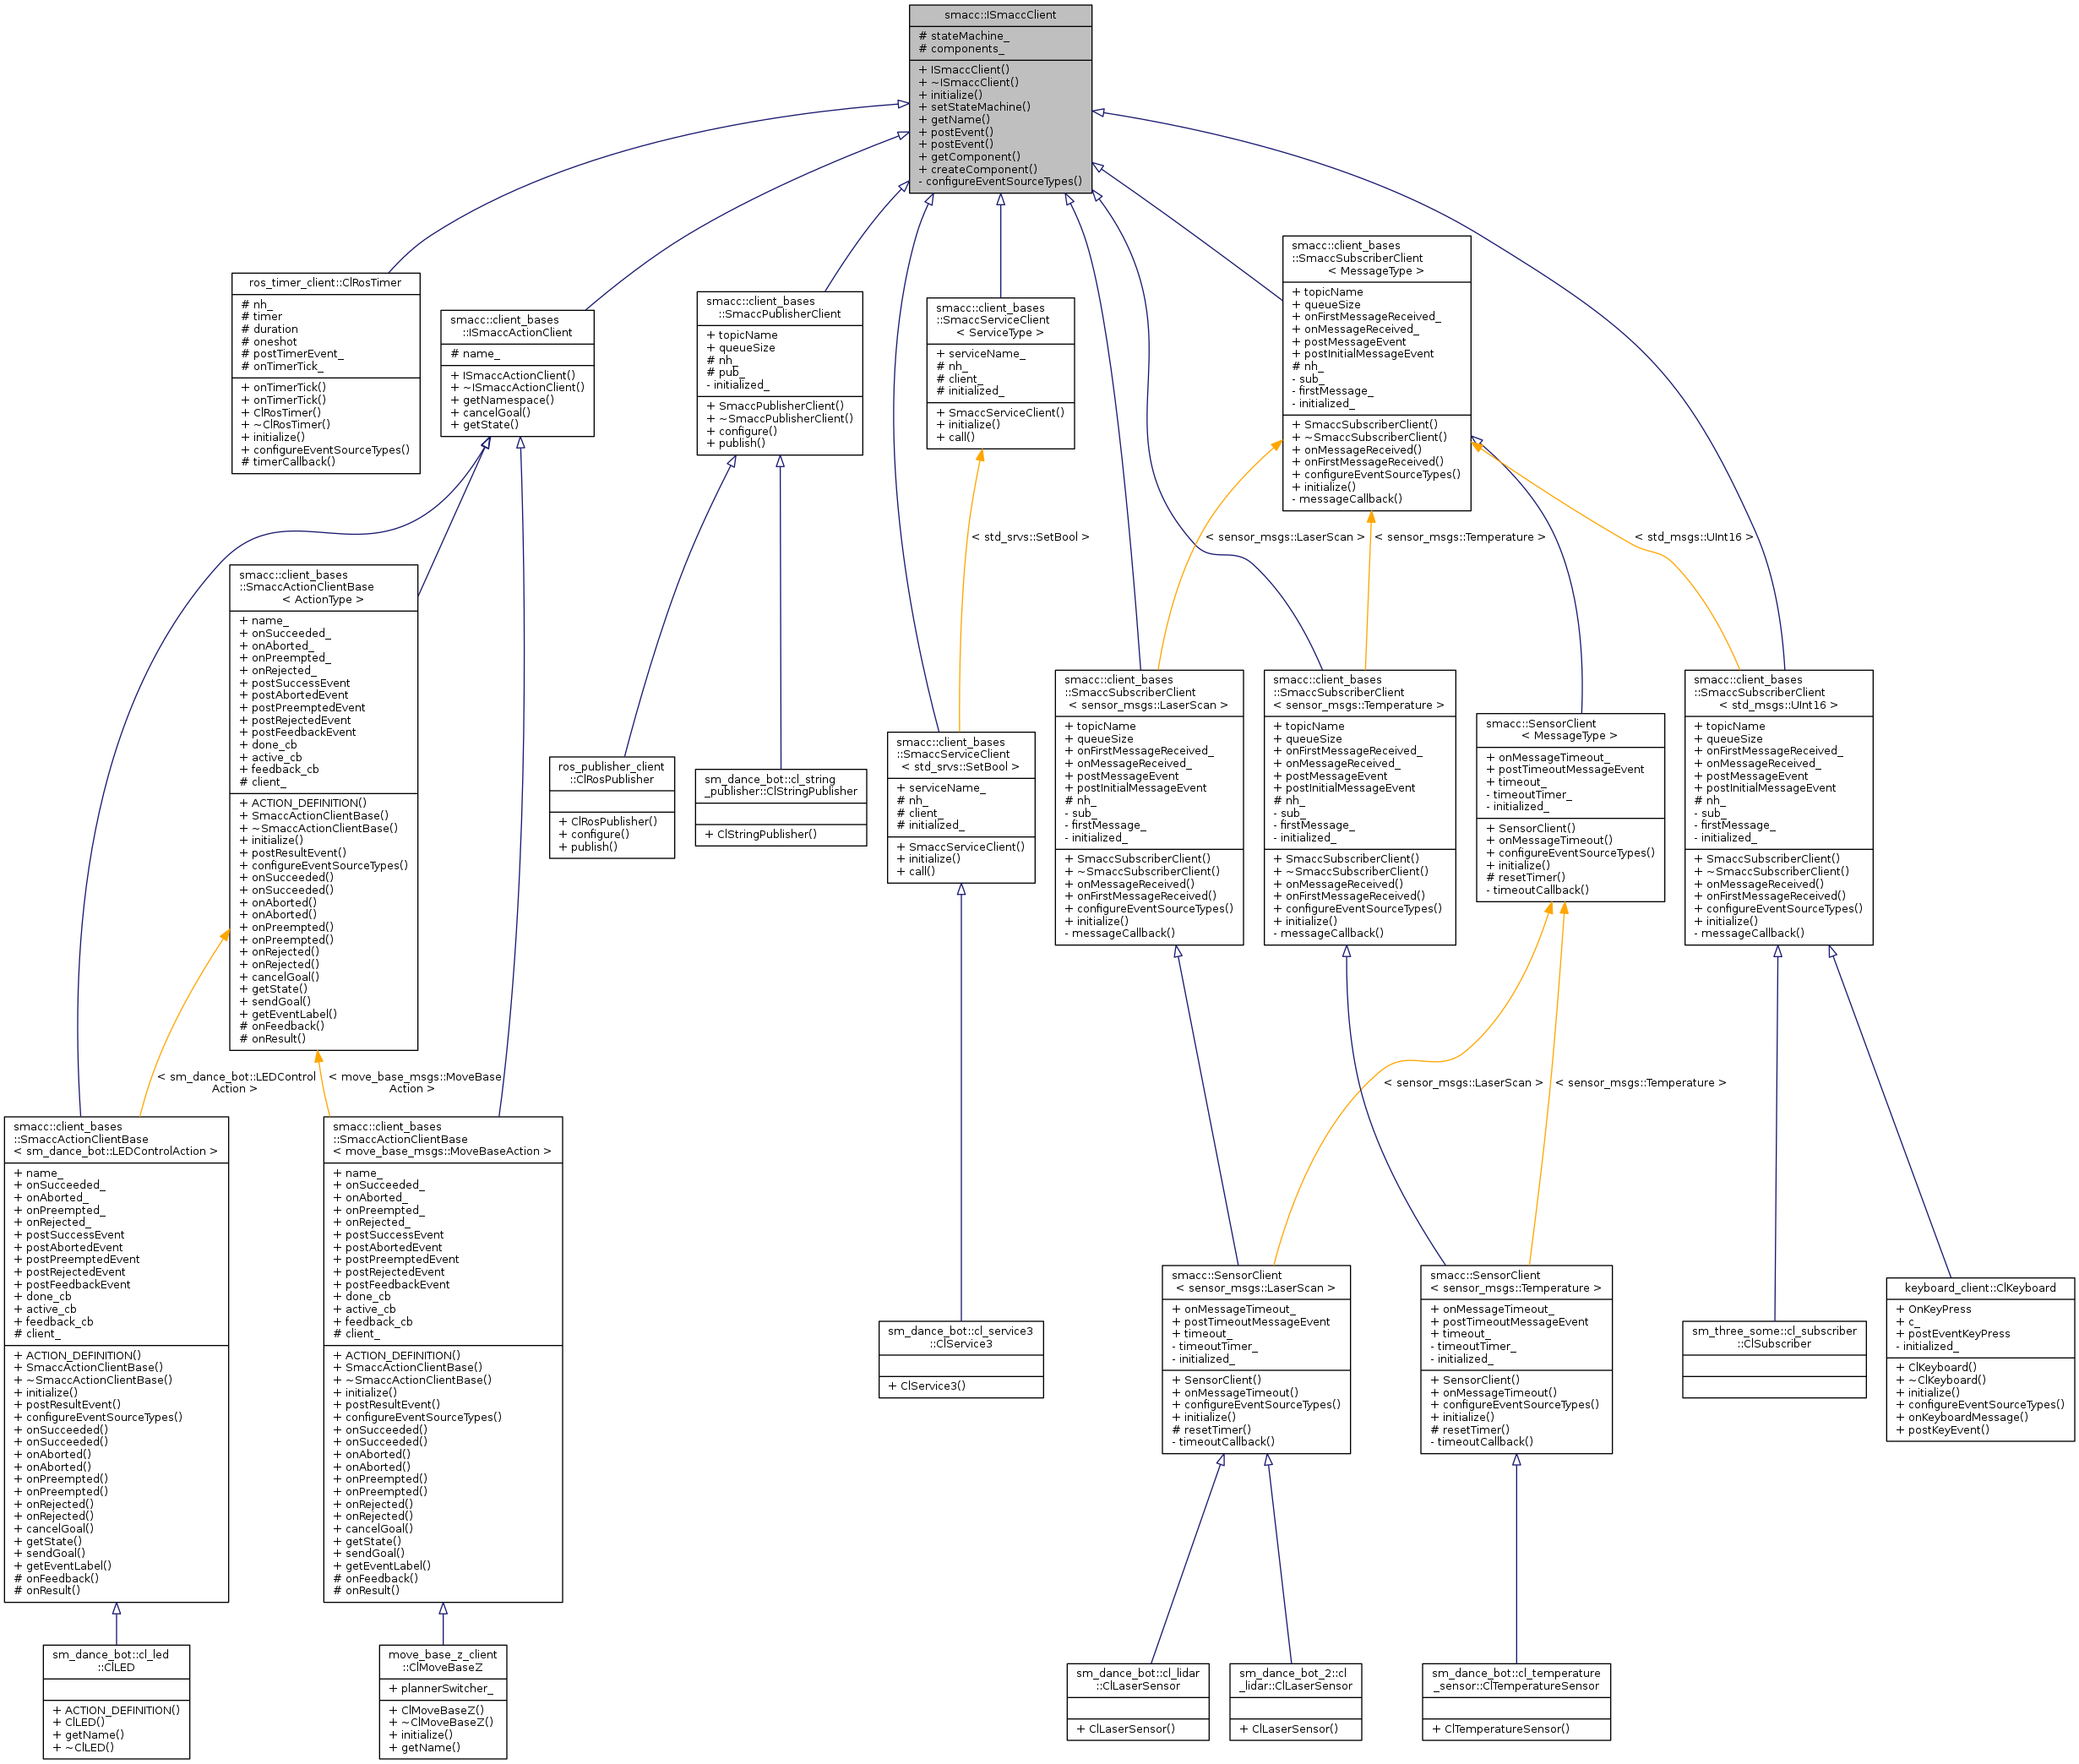 smacc::ISmaccClient
# stateMachine_
# components_
+ ISmaccClient()
+ ~ISmaccClient()
+ initialize()
+ setStateMachine()
+ getName()
+ postEvent()
+ postEvent()
+ getComponent()
+ createComponent()
- configureEventSourceTypes()
ros_timer_client::ClRosTimer
# nh_
# timer
# duration
# oneshot
# postTimerEvent_
# onTimerTick_
+ onTimerTick()
+ onTimerTick()
+ ClRosTimer()
+ ~ClRosTimer()
+ initialize()
+ configureEventSourceTypes()
# timerCallback()
smacc::client_bases
::ISmaccActionClient
# name_
+ ISmaccActionClient()
+ ~ISmaccActionClient()
+ getNamespace()
+ cancelGoal()
+ getState()
smacc::client_bases
::SmaccPublisherClient
+ topicName
+ queueSize
# nh_
# pub_
- initialized_
+ SmaccPublisherClient()
+ ~SmaccPublisherClient()
+ configure()
+ publish()
smacc::client_bases
::SmaccServiceClient
< ServiceType >
+ serviceName_
# nh_
# client_
# initialized_
+ SmaccServiceClient()
+ initialize()
+ call()
smacc::client_bases
::SmaccSubscriberClient
< MessageType >
+ topicName
+ queueSize
+ onFirstMessageReceived_
+ onMessageReceived_
+ postMessageEvent
+ postInitialMessageEvent
# nh_
- sub_
- firstMessage_
- initialized_
+ SmaccSubscriberClient()
+ ~SmaccSubscriberClient()
+ onMessageReceived()
+ onFirstMessageReceived()
+ configureEventSourceTypes()
+ initialize()
- messageCallback()
< std_srvs::SetBool >
< sensor_msgs::LaserScan >
< sensor_msgs::Temperature >
< std_msgs::UInt16 >
smacc::client_bases
::SmaccActionClientBase
< ActionType >
+ name_
+ onSucceeded_
+ onAborted_
+ onPreempted_
+ onRejected_
+ postSuccessEvent
+ postAbortedEvent
+ postPreemptedEvent
+ postRejectedEvent
+ postFeedbackEvent
+ done_cb
+ active_cb
+ feedback_cb
# client_
+ ACTION_DEFINITION()
+ SmaccActionClientBase()
+ ~SmaccActionClientBase()
+ initialize()
+ postResultEvent()
+ configureEventSourceTypes()
+ onSucceeded()
+ onSucceeded()
+ onAborted()
+ onAborted()
+ onPreempted()
+ onPreempted()
+ onRejected()
+ onRejected()
+ cancelGoal()
+ getState()
+ sendGoal()
+ getEventLabel()
# onFeedback()
# onResult()
ros_publisher_client
::ClRosPublisher
+ ClRosPublisher()
+ configure()
+ publish()
sm_dance_bot::cl_string
_publisher::ClStringPublisher
+ ClStringPublisher()
smacc::client_bases
::SmaccServiceClient
< std_srvs::SetBool >
+ serviceName_
# nh_
# client_
# initialized_
+ SmaccServiceClient()
+ initialize()
+ call()
smacc::client_bases
::SmaccSubscriberClient
< sensor_msgs::LaserScan >
+ topicName
+ queueSize
+ onFirstMessageReceived_
+ onMessageReceived_
+ postMessageEvent
+ postInitialMessageEvent
# nh_
- sub_
- firstMessage_
- initialized_
+ SmaccSubscriberClient()
+ ~SmaccSubscriberClient()
+ onMessageReceived()
+ onFirstMessageReceived()
+ configureEventSourceTypes()
+ initialize()
- messageCallback()
smacc::client_bases
::SmaccSubscriberClient
< sensor_msgs::Temperature >
+ topicName
+ queueSize
+ onFirstMessageReceived_
+ onMessageReceived_
+ postMessageEvent
+ postInitialMessageEvent
# nh_
- sub_
- firstMessage_
- initialized_
+ SmaccSubscriberClient()
+ ~SmaccSubscriberClient()
+ onMessageReceived()
+ onFirstMessageReceived()
+ configureEventSourceTypes()
+ initialize()
- messageCallback()
smacc::SensorClient
< MessageType >
+ onMessageTimeout_
+ postTimeoutMessageEvent
+ timeout_
- timeoutTimer_
- initialized_
+ SensorClient()
+ onMessageTimeout()
+ configureEventSourceTypes()
+ initialize()
# resetTimer()
- timeoutCallback()
smacc::client_bases
::SmaccSubscriberClient
< std_msgs::UInt16 >
+ topicName
+ queueSize
+ onFirstMessageReceived_
+ onMessageReceived_
+ postMessageEvent
+ postInitialMessageEvent
# nh_
- sub_
- firstMessage_
- initialized_
+ SmaccSubscriberClient()
+ ~SmaccSubscriberClient()
+ onMessageReceived()
+ onFirstMessageReceived()
+ configureEventSourceTypes()
+ initialize()
- messageCallback()
< sm_dance_bot::LEDControl
Action >
< move_base_msgs::MoveBase
Action >
< sensor_msgs::LaserScan >
< sensor_msgs::Temperature >
smacc::client_bases
::SmaccActionClientBase
< sm_dance_bot::LEDControlAction >
+ name_
+ onSucceeded_
+ onAborted_
+ onPreempted_
+ onRejected_
+ postSuccessEvent
+ postAbortedEvent
+ postPreemptedEvent
+ postRejectedEvent
+ postFeedbackEvent
+ done_cb
+ active_cb
+ feedback_cb
# client_
+ ACTION_DEFINITION()
+ SmaccActionClientBase()
+ ~SmaccActionClientBase()
+ initialize()
+ postResultEvent()
+ configureEventSourceTypes()
+ onSucceeded()
+ onSucceeded()
+ onAborted()
+ onAborted()
+ onPreempted()
+ onPreempted()
+ onRejected()
+ onRejected()
+ cancelGoal()
+ getState()
+ sendGoal()
+ getEventLabel()
# onFeedback()
# onResult()
smacc::client_bases
::SmaccActionClientBase
< move_base_msgs::MoveBaseAction >
+ name_
+ onSucceeded_
+ onAborted_
+ onPreempted_
+ onRejected_
+ postSuccessEvent
+ postAbortedEvent
+ postPreemptedEvent
+ postRejectedEvent
+ postFeedbackEvent
+ done_cb
+ active_cb
+ feedback_cb
# client_
+ ACTION_DEFINITION()
+ SmaccActionClientBase()
+ ~SmaccActionClientBase()
+ initialize()
+ postResultEvent()
+ configureEventSourceTypes()
+ onSucceeded()
+ onSucceeded()
+ onAborted()
+ onAborted()
+ onPreempted()
+ onPreempted()
+ onRejected()
+ onRejected()
+ cancelGoal()
+ getState()
+ sendGoal()
+ getEventLabel()
# onFeedback()
# onResult()
sm_dance_bot::cl_service3
::ClService3
+ ClService3()
smacc::SensorClient
< sensor_msgs::LaserScan >
+ onMessageTimeout_
+ postTimeoutMessageEvent
+ timeout_
- timeoutTimer_
- initialized_
+ SensorClient()
+ onMessageTimeout()
+ configureEventSourceTypes()
+ initialize()
# resetTimer()
- timeoutCallback()
smacc::SensorClient
< sensor_msgs::Temperature >
+ onMessageTimeout_
+ postTimeoutMessageEvent
+ timeout_
- timeoutTimer_
- initialized_
+ SensorClient()
+ onMessageTimeout()
+ configureEventSourceTypes()
+ initialize()
# resetTimer()
- timeoutCallback()
sm_three_some::cl_subscriber
::ClSubscriber
keyboard_client::ClKeyboard
+ OnKeyPress
+ c_
+ postEventKeyPress
- initialized_
+ ClKeyboard()
+ ~ClKeyboard()
+ initialize()
+ configureEventSourceTypes()
+ onKeyboardMessage()
+ postKeyEvent()
sm_dance_bot::cl_led
::ClLED
+ ACTION_DEFINITION()
+ ClLED()
+ getName()
+ ~ClLED()
move_base_z_client
::ClMoveBaseZ
+ plannerSwitcher_
+ ClMoveBaseZ()
+ ~ClMoveBaseZ()
+ initialize()
+ getName()
sm_dance_bot::cl_lidar
::ClLaserSensor
+ ClLaserSensor()
sm_dance_bot_2::cl
_lidar::ClLaserSensor
+ ClLaserSensor()
sm_dance_bot::cl_temperature
_sensor::ClTemperatureSensor
+ ClTemperatureSensor()